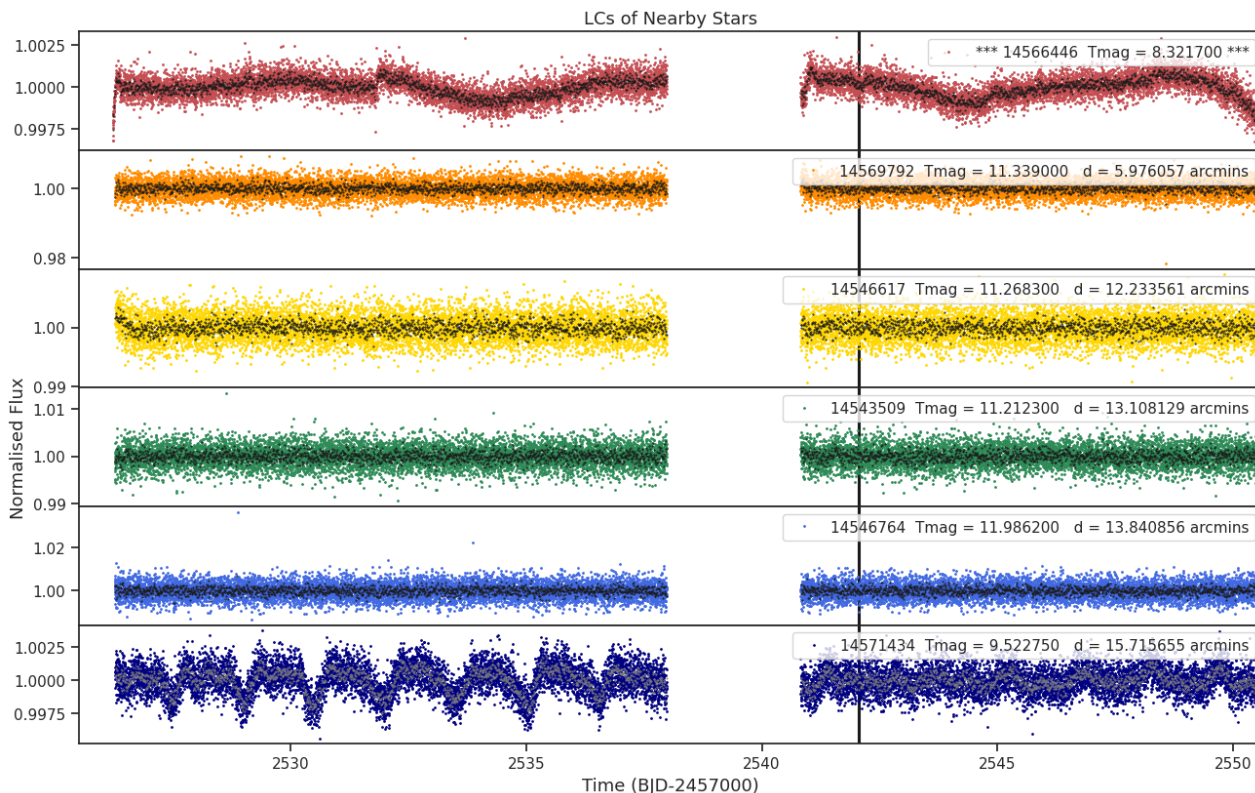 LCs of Nearby Stars
1.0025
1.0000
0.9975
*** 14566446 Tmag = 8.321700 ***
1.00
0.98
14569792 Tmag = 11.339000 d = 5.976057 arcmins
1.00
0.99
14546617 Tmag = 11.268300 d = 12.233561 arcmins
1.01
1.00
0.99
14543509 Tmag = 11.212300 d = 13.108129 arcmins
1.02
1.00
14546764 Tmag = 11.986200 d = 13.840856 arcmins
1.0025
1.0000
0.9975
14571434 Tmag = 9.522750 d = 15.715655 arcmins
Normalised Flux
2530
2535
2540
2545
2550
Time (BJD-2457000)